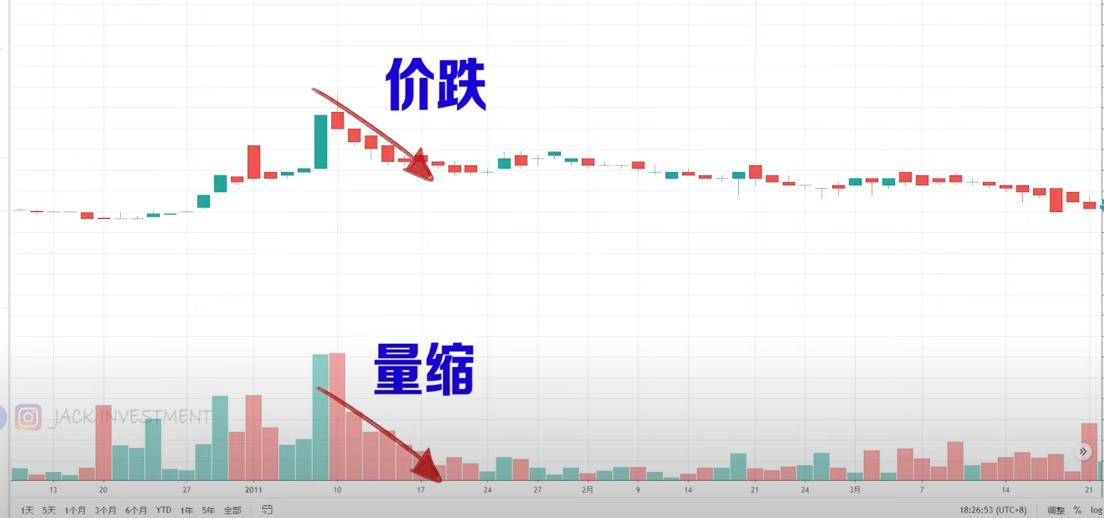 价跌
量缩
JACK INVESTMENT
13 20 27 2011 10 17 24 27 2月 9 14 21 24 3月 7 14 21
1天 5天 1个月 3个月 6个月 YTD 1年 5年 全部 18:26:53 (UTC+8) 调整 % log